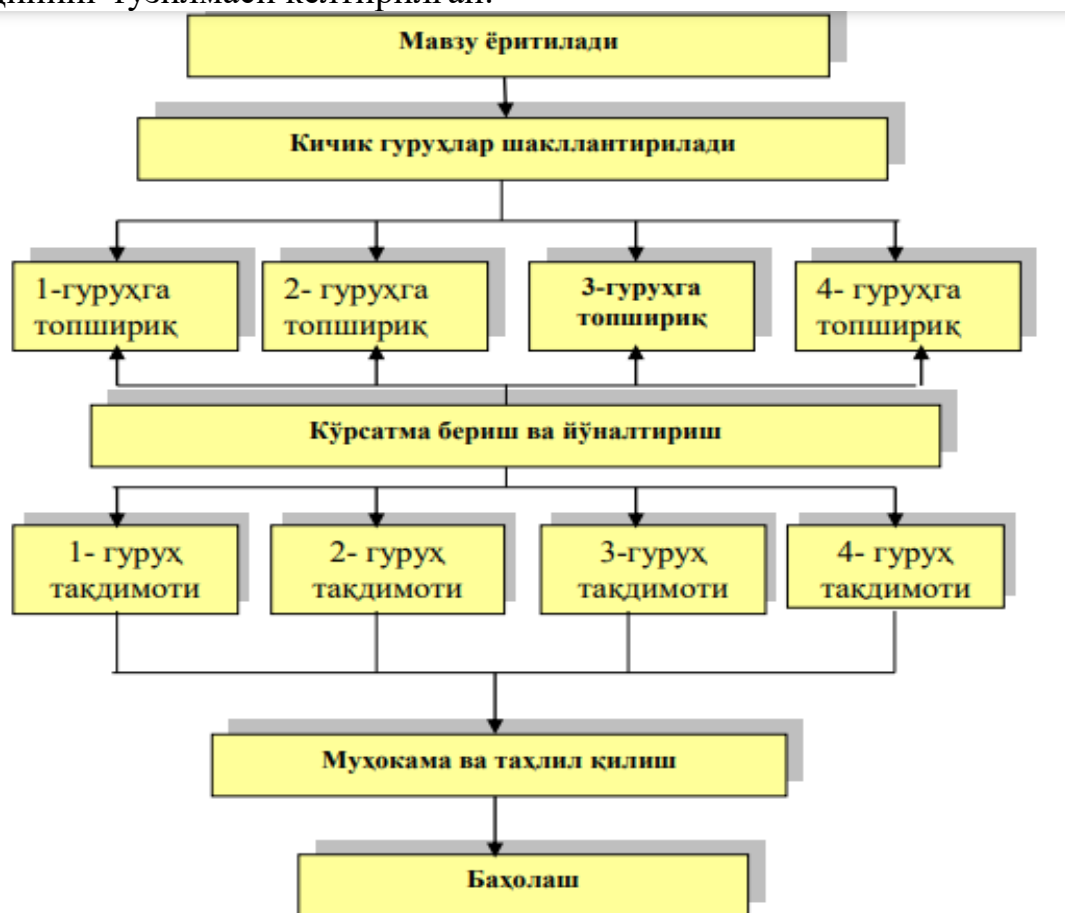 тузилмаси келтирилган.
Мавзу ёритилади
Кичик гуруҳлар шакллантирилади
1-гуруҳга
топшириқ
2- гуруҳга
топшириқ
3-гуруҳга
топшириқ
4- гуруҳга
топшириқ
Кўрсатма бериш ва йўналтириш
1- гуруҳ
тақдимоти
2- гуруҳ
тақдимоти
3-гуруҳ
тақдимоти
4- гуруҳ
тақдимоти
Муҳокама ва таҳлил қилиш
Баҳолаш